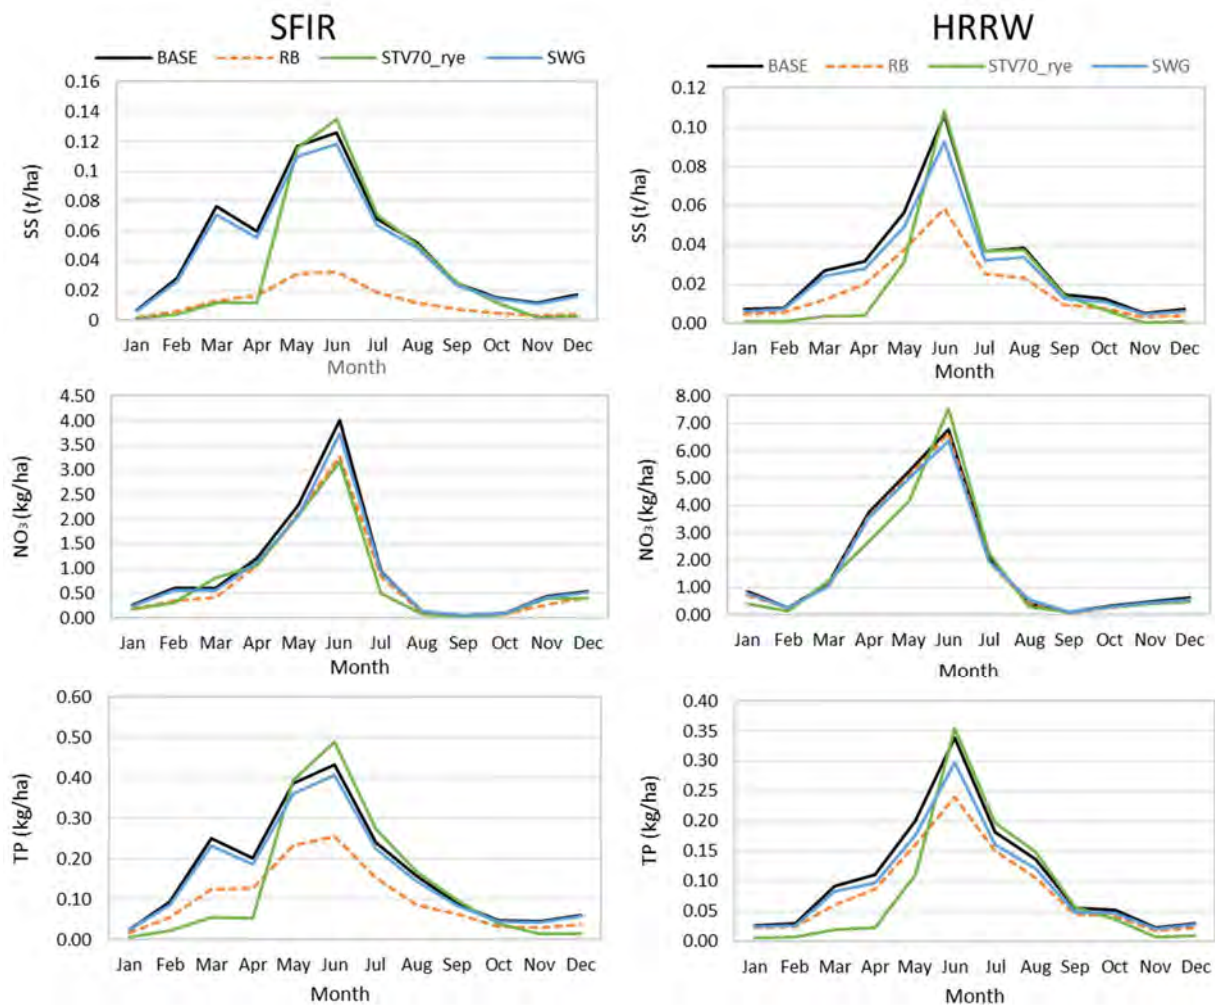 SFIR
BASE RB STV70_rye SWG
0.16
0.14
0.12
0.1
0.08
0.06
0.04
0.02
0
SS (t/ha)
Jan Feb Mar Apr May Jun Jul Aug Sep Oct Nov Dec
Month
HRRW
BASE RB STV70_rye SWG
0.12
0.10
0.08
0.06
0.04
0.02
0.00
SS (t/ha)
Jan Feb Mar Apr May Jun Jul Aug Sep Oct Nov Dec
Month
4.50
4.00
3.50
3.00
2.50
2.00
1.50
1.00
0.50
0.00
NO₃ (kg/ha)
Jan Feb Mar Apr May Jun Jul Aug Sep Oct Nov Dec
Month
8.00
7.00
6.00
5.00
4.00
3.00
2.00
1.00
0.00
NO₃ (kg/ha)
Jan Feb Mar Apr May Jun Jul Aug Sep Oct Nov Dec
Month
0.60
0.50
0.40
0.30
0.20
0.10
0.00
TP (kg/ha)
Jan Feb Mar Apr May Jun Jul Aug Sep Oct Nov Dec
Month
0.40
0.35
0.30
0.25
0.20
0.15
0.10
0.05
0.00
TP (kg/ha)
Jan Feb Mar Apr May Jun Jul Aug Sep Oct Nov Dec
Month